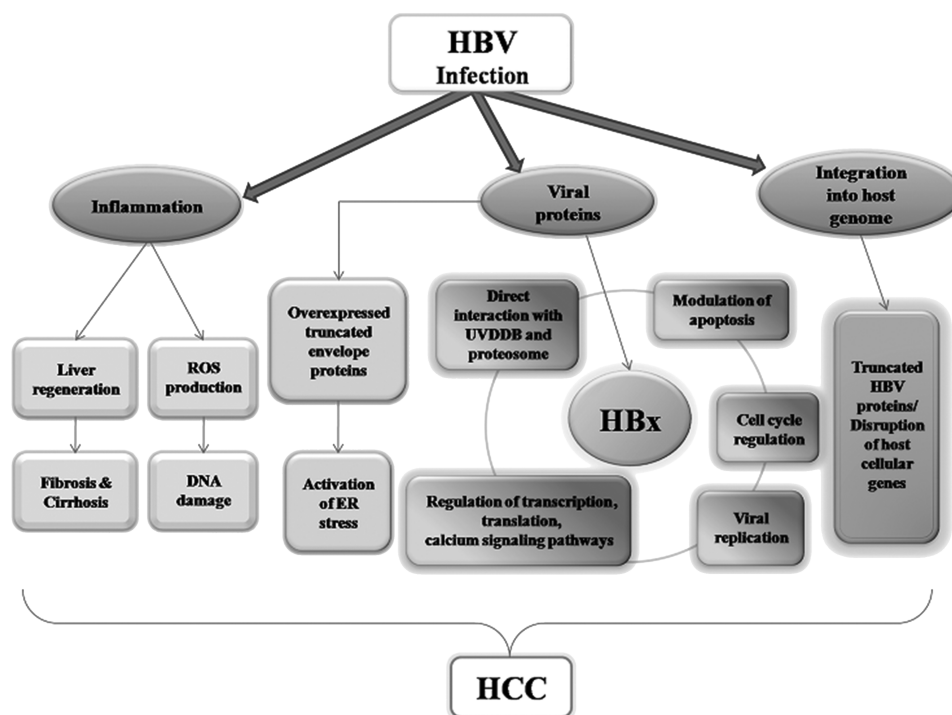 HBV
Infection
Inflammation
Viral
proteins
Integration
into host
genome
Liver
regeneration
ROS
production
Fibrosis &
Cirrhosis
DNA
damage
Overexpressed
truncated
envelope
proteins
Activation
of ER
stress
Direct
interaction with
UVDDB and
proteosome
Modulation of
apoptosis
HBx
Cell cycle
regulation
Regulation of transcription,
translation,
calcium signaling pathways
Viral
replication
Truncated
HBV
proteins/
Disruption
of host
cellular
genes
HCC